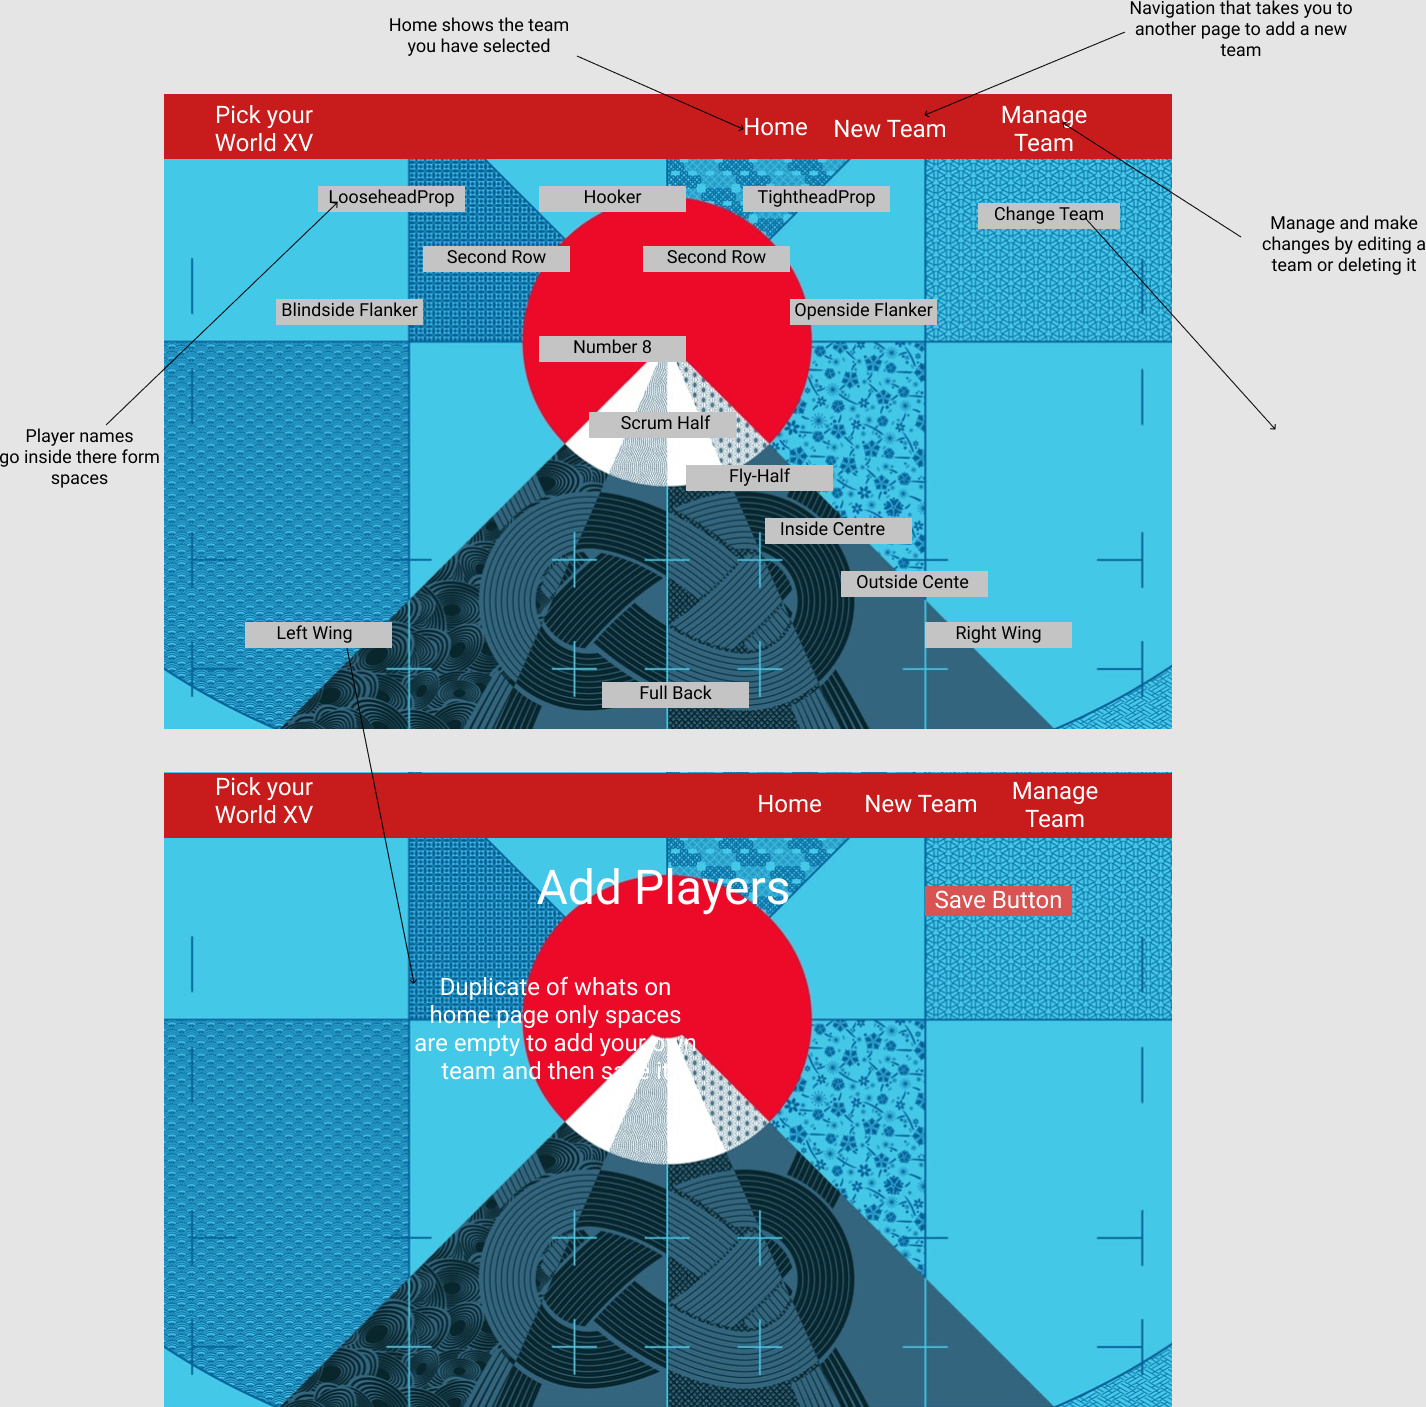 Home shows the team
you have selected
Navigation that takes you to
another page to add a new
team
Pick your
World XV
Home
New Team
Manage
Team
LooseheadProp
Hooker
TightheadProp
Change Team
Second Row
Second Row
Manage and make
changes by editing a
team or deleting it
Blindside Flanker
Openside Flanker
Number 8
Scrum Half
Player names
go inside there form
spaces
Fly-Half
Inside Centre
Outside Cente
Left Wing
Right Wing
Full Back
Pick your
World XV
Home
New Team
Manage
Team
Add Players
Save Button
Duplicate of whats on
home page only spaces
are empty to add your own
team and then save it